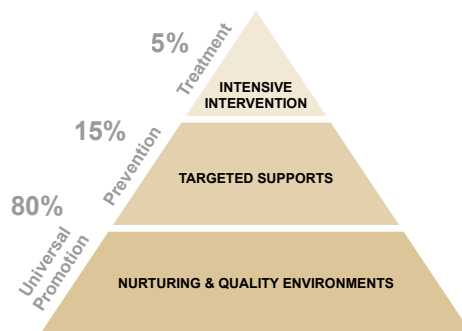 5%
Treatment
INTENSIVE
INTERVENTION
15%
Prevention
TARGETED SUPPORTS
80%
Universal
Promotion
NURTURING & QUALITY ENVIRONMENTS